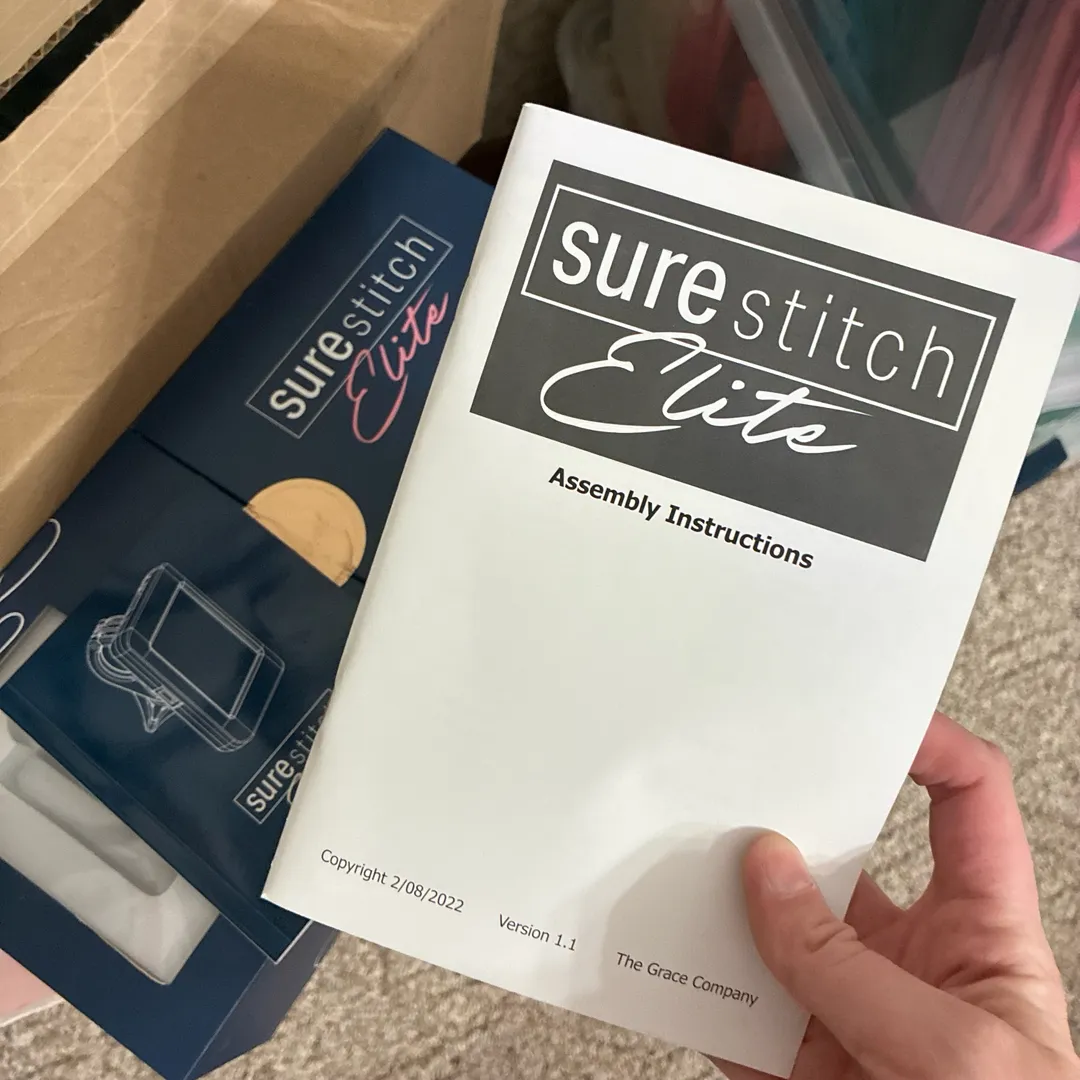 sure stitch
Elite
Assembly Instructions
Copyright 2/08/2022
Version 1.1
The Grace Company
sure stitch
Elite
sure